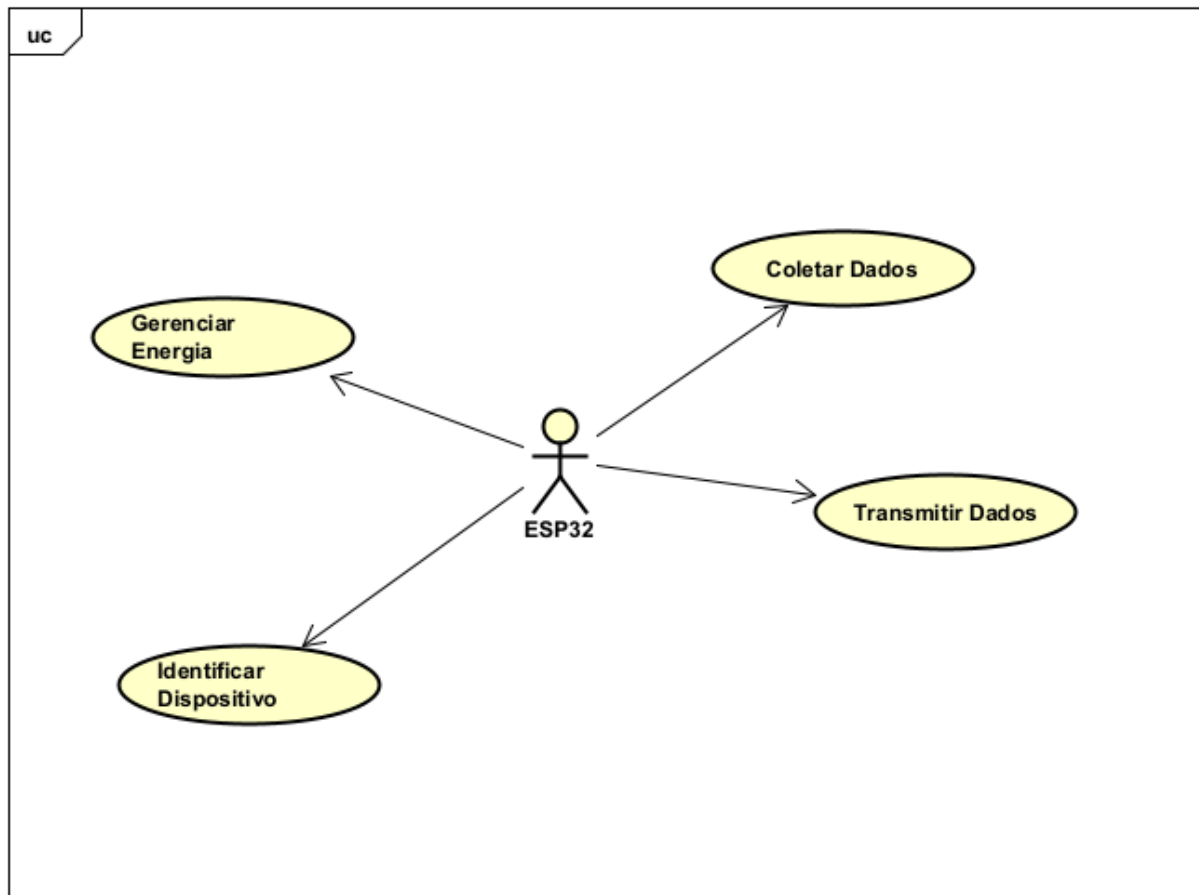 uc
Coletar Dados
Gerenciar
Energia
Transmitir Dados
ESP32
Identificar
Dispositivo